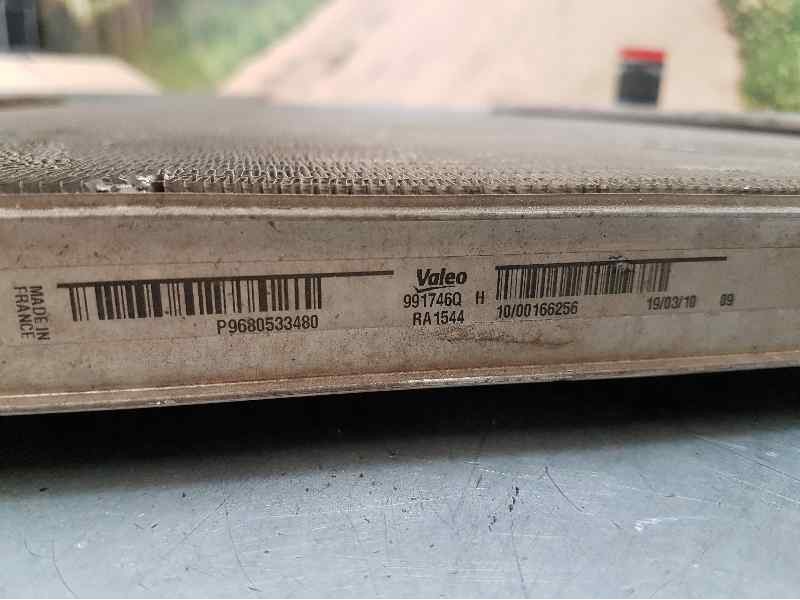 MADE IN
FRANCE
P9680533480
Valeo
991746Q H
RA1544
10/00166256 19/03/10 09